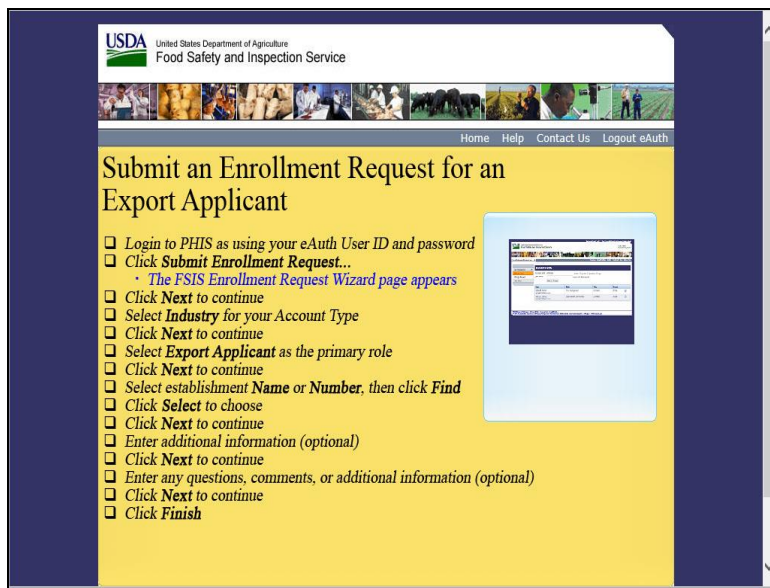 USDA
United States Department of Agriculture
Food Safety and Inspection Service
Home Help Contact Us Logout eAuth
Submit an Enrollment Request for an
Export Applicant
Login to PHIS as using your eAuth User ID and password
Click Submit Enrollment Request...
The FSIS Enrollment Request Wizard page appears
Click Next to continue
Select Industry for your Account Type
Click Next to continue
Select Export Applicant as the primary role
Click Next to continue
Select establishment Name or Number, then click Find
Click Select to choose
Click Next to continue
Enter additional information (optional)
Click Next to continue
Enter any questions, comments, or additional information (optional)
Click Next to continue
Click Finish